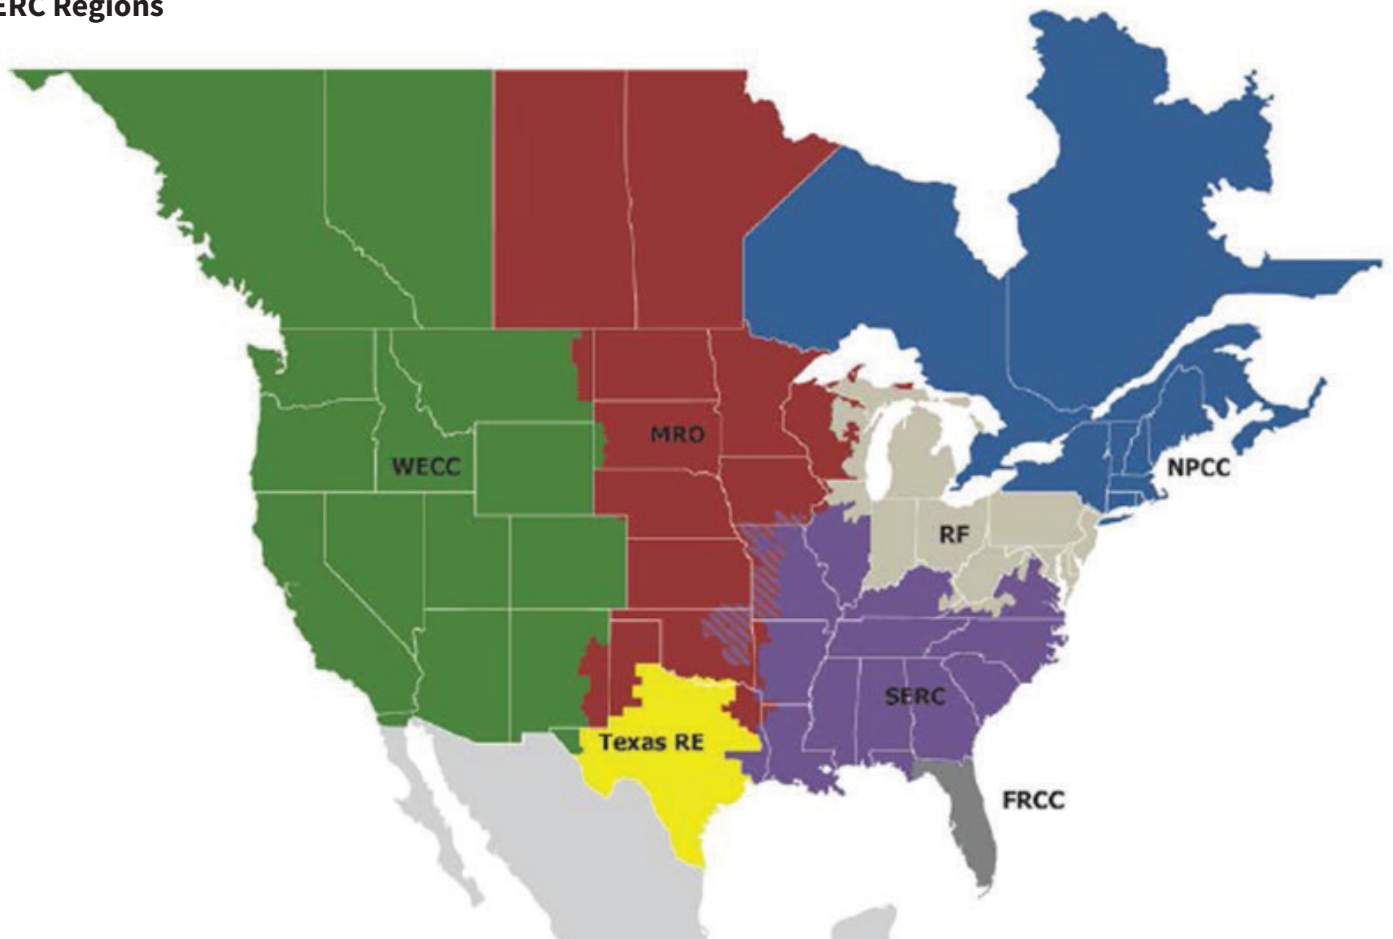 ERC Regions
MRO
WECC
NPCC
RF
SERC
Texas RE
FRCC